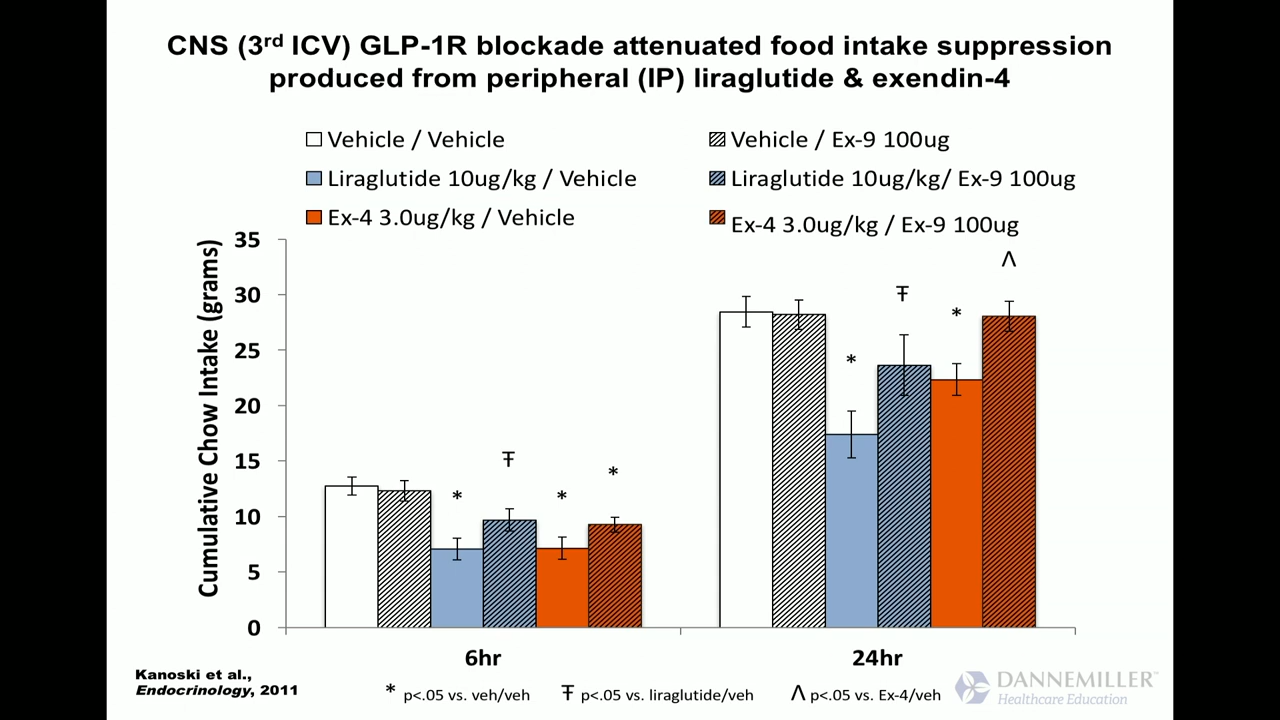 CNS (3rd ICV) GLP-1R blockade attenuated food intake suppression
produced from peripheral (IP) liraglutide & exendin-4
Vehicle / Vehicle
Vehicle / Ex-9 100ug
Liraglutide 10ug/kg / Vehicle
Liraglutide 10ug/kg/ Ex-9 100ug
Ex-4 3.0ug/kg / Vehicle
Ex-4 3.0ug/kg / Ex-9 100ug
Cumulative Chow Intake (grams)
35
30
25
20
15
10
5
0
*
Ŧ
*
*
*
Ŧ
*
Λ
6hr
24hr
Kanoski et al.,
Endocrinology, 2011
* p<.05 vs. veh/veh
Ŧ p<.05 vs. liraglutide/veh
Λ p<.05 vs. Ex-4/veh
DANNEMILLER™
Healthcare Education